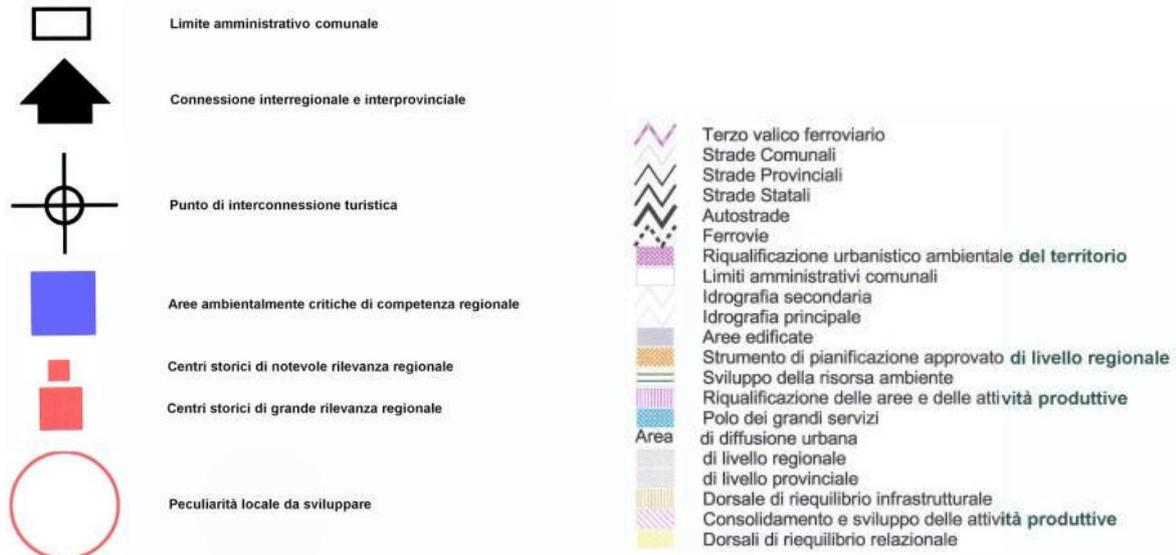 Limite amministrativo comunale
Connessione interregionale e interprovinciale
Punto di interconnessione turistica
Aree ambientalmente critiche di competenza regionale
Centri storici di notevole rilevanza regionale
Centri storici di grande rilevanza regionale
Peculiarità locale da sviluppare
Terzo valico ferroviario
Strade Comunali
Strade Provinciali
Strade Statali
Autostrade
Ferrovie
Riqualificazione urbanistico ambientale del territorio
Limiti amministrativi comunali
Idrografia secondaria
Idrografia principale
Aree edificate
Strumento di pianificazione approvato di livello regionale
Sviluppo della risorsa ambiente
Riqualificazione delle aree e delle attività produttive
Polo dei grandi servizi
Area di diffusione urbana
di livello regionale
di livello provinciale
Dorsale di riequilibrio infrastrutturale
Consolidamento e sviluppo delle attività produttive
Dorsali di riequilibrio relazionale